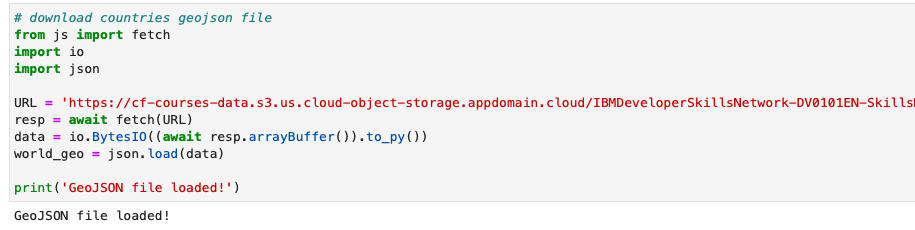 # download countries geojson file
from js import fetch
import io
import json
URL = 'https://cf-courses-data.s3.us.cloud-object-storage.appdomain.cloud/IBMDeveloperSkillsNetwork-DV0101EN-Skills
resp = await fetch(URL)
data = io.BytesIO((await resp.arrayBuffer()).to_py())
world_geo = json.load(data)
print('GeoJSON file loaded!')
GeoJSON file loaded!